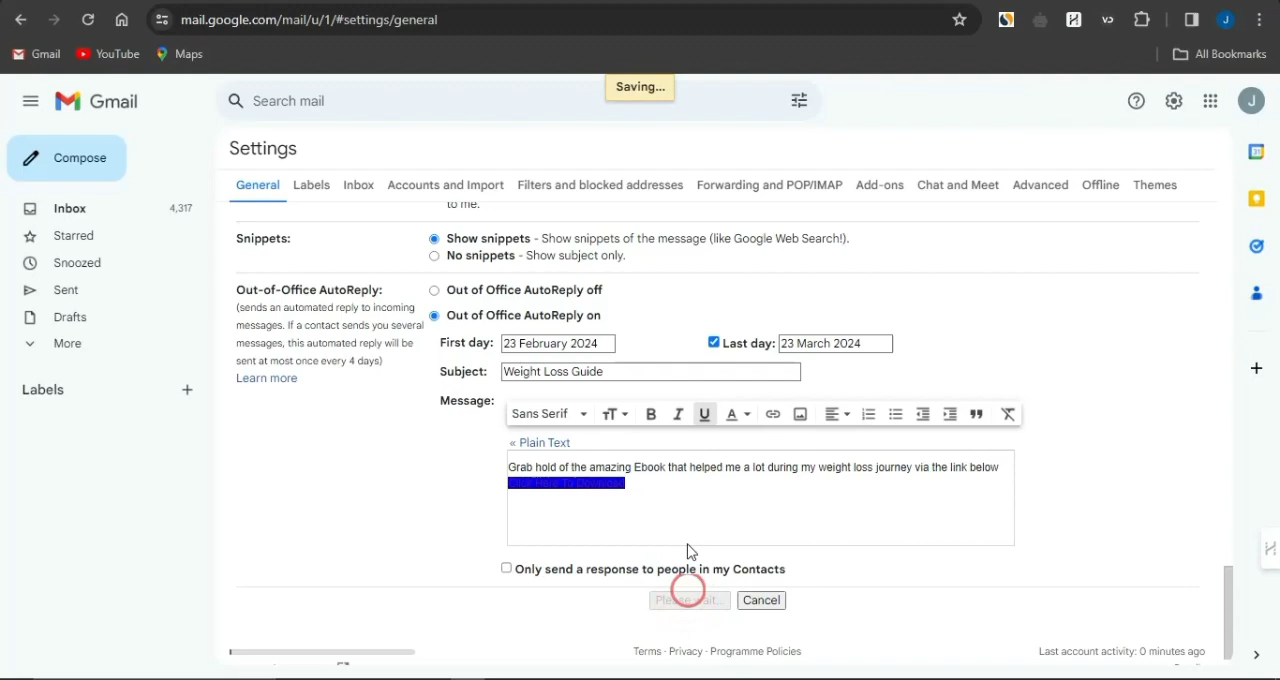 mail.google.com/mail/u/1/#settings/general
J
Gmail
YouTube
Maps
All Bookmarks
Saving...
Gmail
Search mail
J
Compose
Settings
General
Labels
Inbox
Accounts and Import
Filters and blocked addresses
Forwarding and POP/IMAP
Add-ons
Chat and Meet
Advanced
Offline
Themes
Inbox
4,317
Starred
Snoozed
Sent
Drafts
More
Labels
to me.
Snippets:
Show snippets - Show snippets of the message (like Google Web Search!).
No snippets - Show subject only.
Out-of-Office AutoReply:
(sends an automated reply to incoming
messages. If a contact sends you several
messages, this automated reply will be
sent at most once every 4 days)
Learn more
Out of Office AutoReply off
Out of Office AutoReply on
First day:
23 February 2024
Last day:
23 March 2024
Subject:
Weight Loss Guide
Message:
Sans Serif
« Plain Text
Grab hold of the amazing Ebook that helped me a lot during my weight loss journey via the link below
Click Here To Download
Only send a response to people in my Contacts
Please wait...
Cancel
Terms · Privacy · Programme Policies
Last account activity: 0 minutes ago